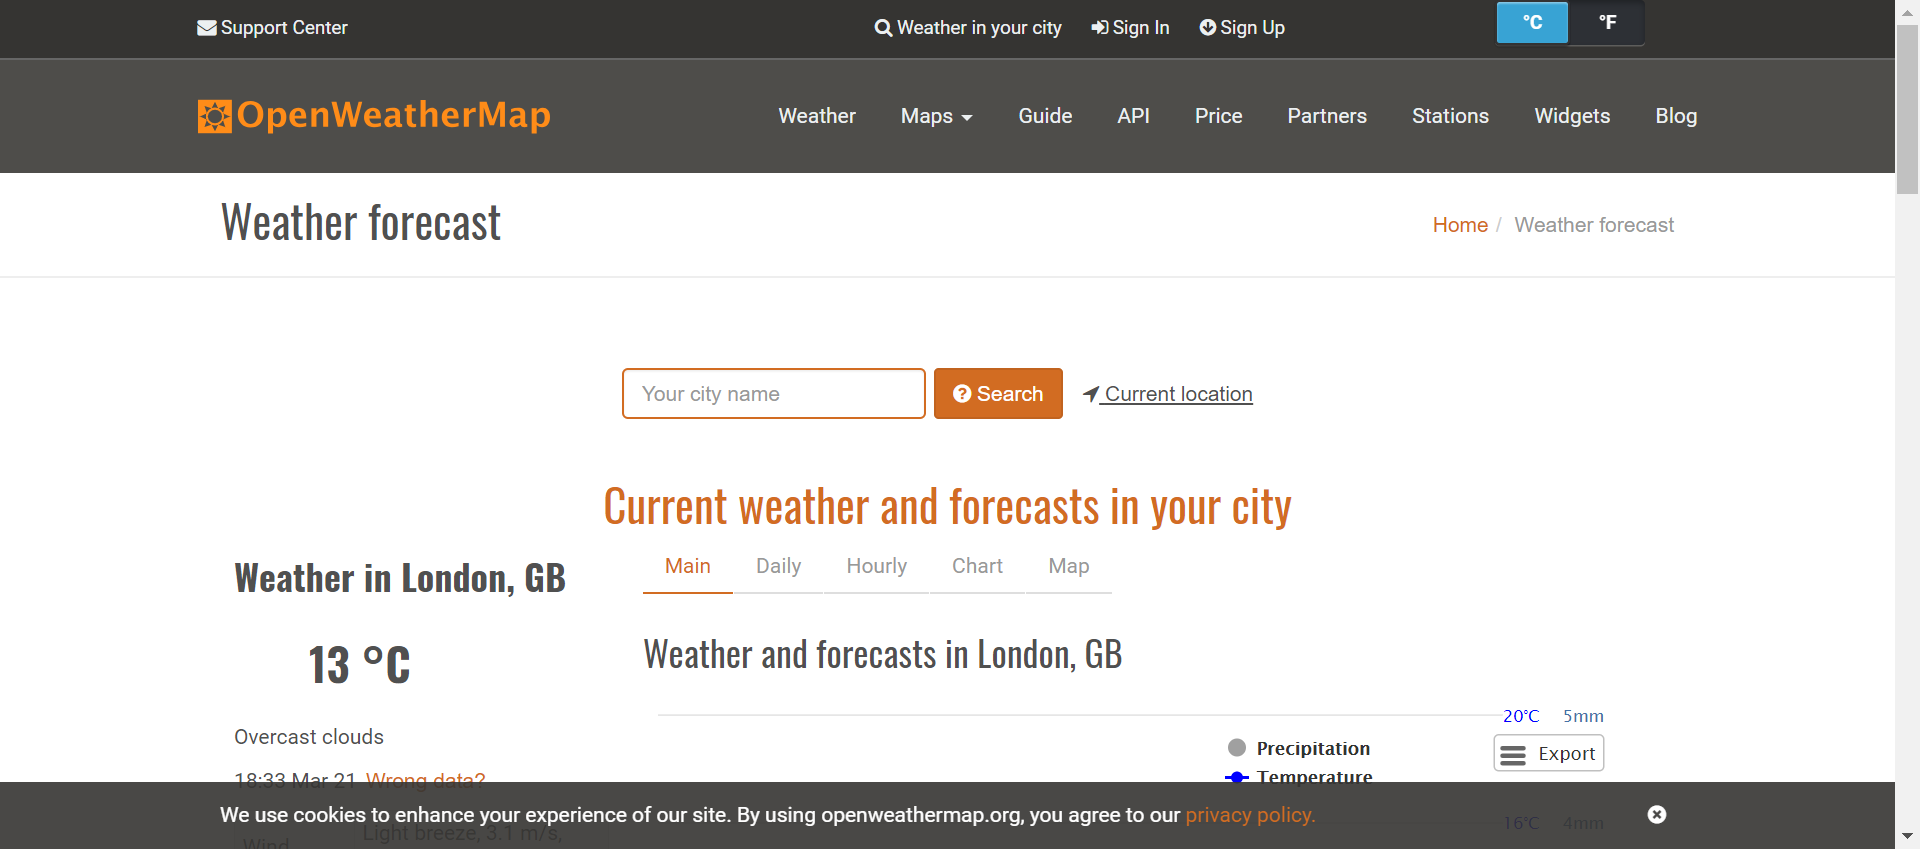 Support Center
Weather in your city Sign In Sign Up
°C °F
OpenWeatherMap
Weather Maps Guide API Price Partners Stations Widgets Blog
Weather forecast
Home / Weather forecast
Your city name
Search
Current location
Current weather and forecasts in your city
Weather in London, GB
Main Daily Hourly Chart Map
13 °C
Weather and forecasts in London, GB
Overcast clouds
20°C 5mm
Precipitation
Export
Temperature
18:33 Mar 21 Wrong data?
We use cookies to enhance your experience of our site. By using openweathermap.org, you agree to our privacy policy.
16°C 4mm
Wind Light breeze, 3.1 m/s,